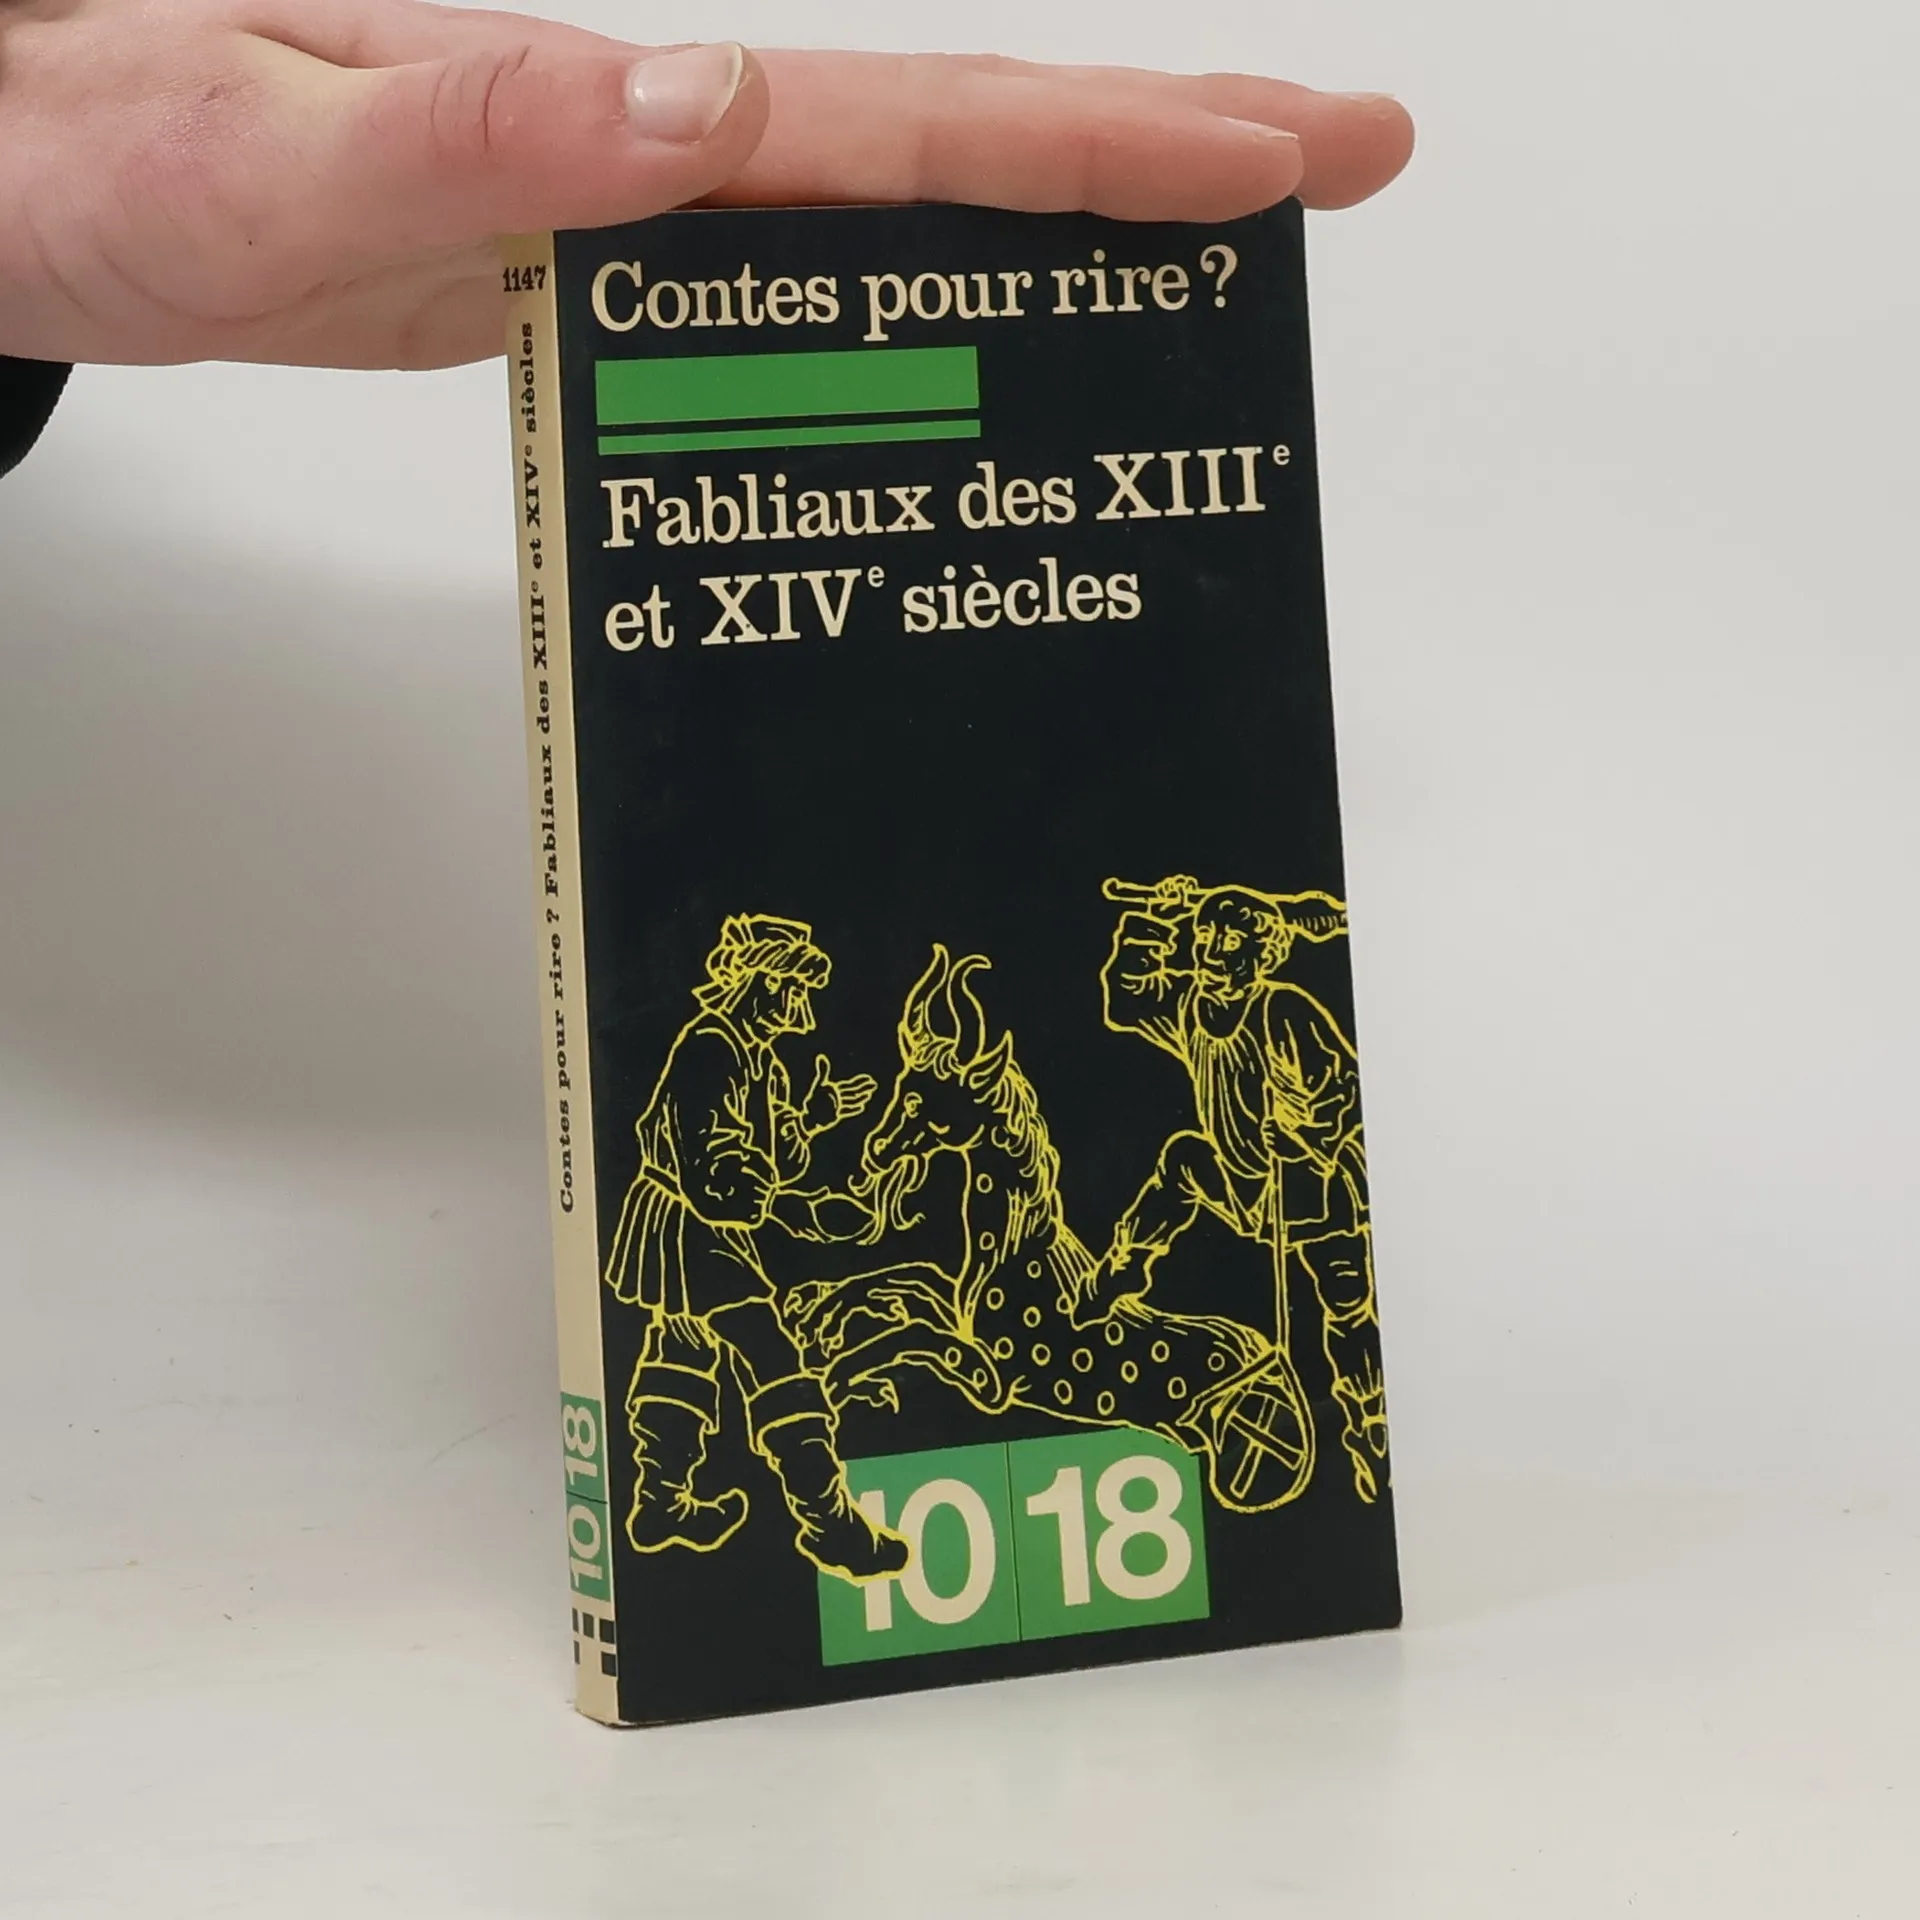 Contes pour rire ?
Fabliaux des XIIIe
et XIVe siècles
10 18
1147
Contes pour rire ? Fabliaux des XIIIe et XIVe siècles
10 18